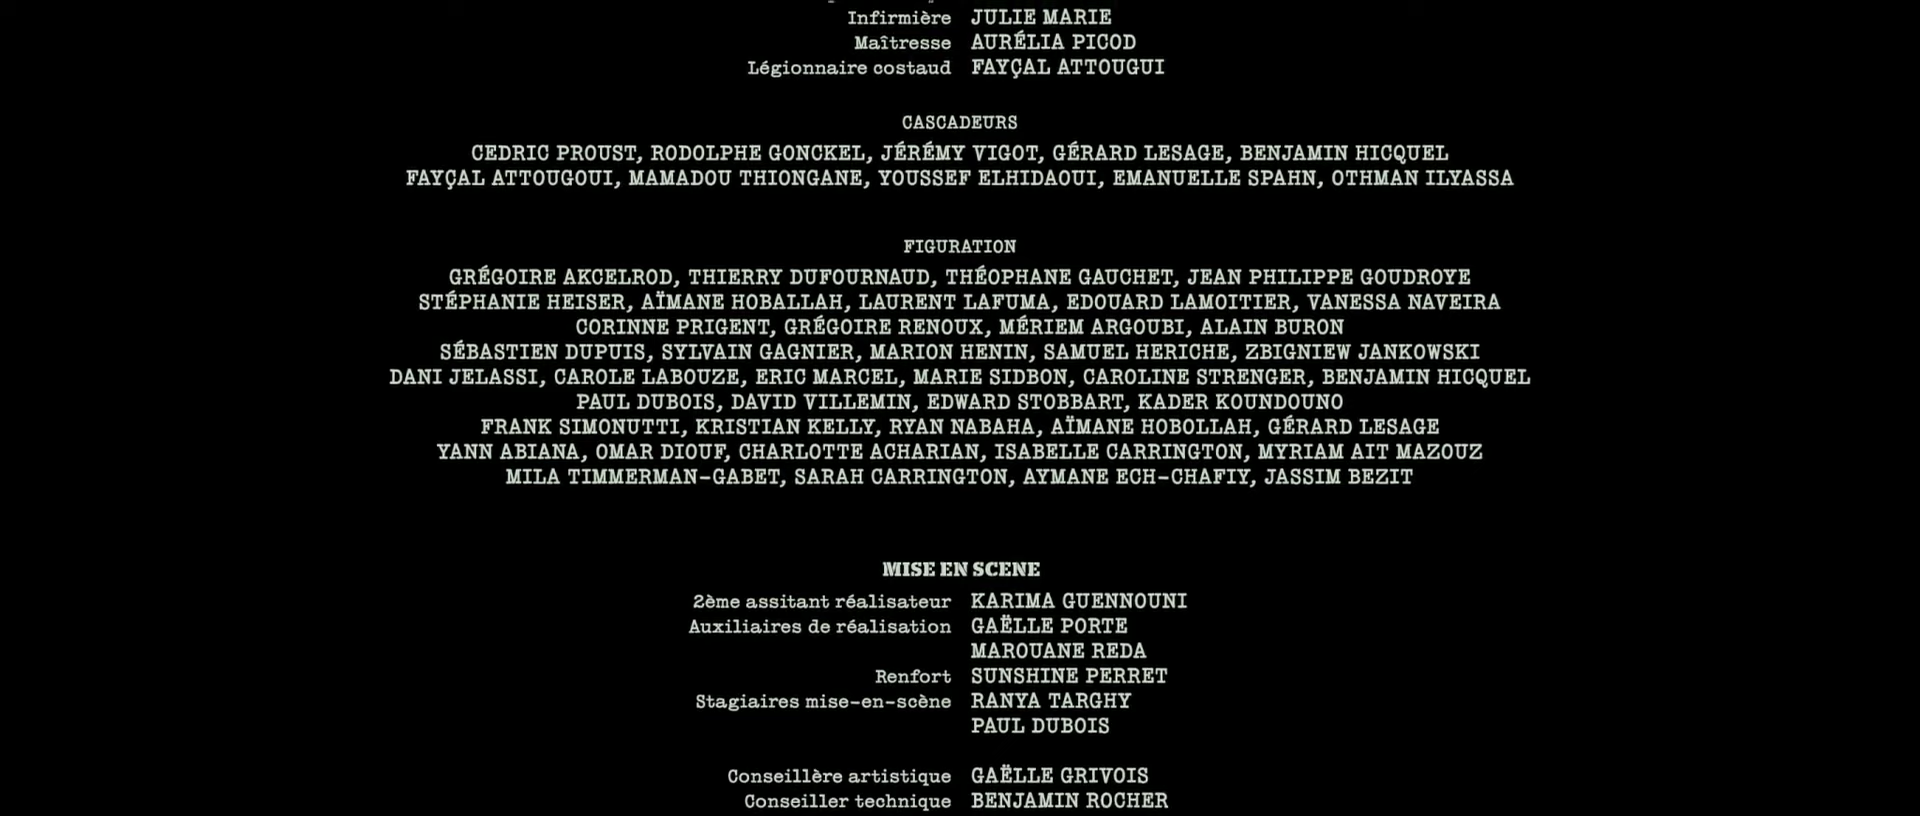 Infirmière JULIE MARIE
Maîtresse AURÉLIA PICOD
Légionnaire costaud FAYÇAL ATTOUGUI
CASCADEURS
CEDRIC PROUST, RODOLPHE GONCKEL, JÉRÉMY VIGOT, GÉRARD LESAGE, BENJAMIN HICQUEL
FAYÇAL ATTOUGOUI, MAMADOU THIONGANE, YOUSSEF ELHIDAOUI, EMANUELLE SPAHN, OTHMAN ILYASSA
FIGURATION
GRÉGOIRE AKCELROD, THIERRY DUFOURNAUD, THÉOPHANE GAUCHET, JEAN PHILIPPE GOUDROYE
STÉPHANIE HEISER, AÏMANE HOBALLAH, LAURENT LAFUMA, EDOUARD LAMOITIER, VANESSA NAVEIRA
CORINNE PRIGENT, GRÉGOIRE RENOUX, MÉRIEM ARGOUBI, ALAIN BURON
SÉBASTIEN DUPUIS, SYLVAIN GAGNIER, MARION HENIN, SAMUEL HERICHE, ZBIGNIEW JANKOWSKI
DANI JELASSI, CAROLE LABOUZE, ERIC MARCEL, MARIE SIDBON, CAROLINE STRENGER, BENJAMIN HICQUEL
PAUL DUBOIS, DAVID VILLEMIN, EDWARD STOBBART, KADER KOUNDOUNO
FRANK SIMONUTTI, KRISTIAN KELLY, RYAN NABAHA, AÏMANE HOBOLLAH, GÉRARD LESAGE
YANN ABIANA, OMAR DIOUF, CHARLOTTE ACHARIAN, ISABELLE CARRINGTON, MYRIAM AIT MAZOUZ
MILA TIMMERMAN-GABET, SARAH CARRINGTON, AYMANE ECH-CHAFIY, JASSIM BEZIT
MISE EN SCENE
2ème assitant réalisateur KARIMA GUENNOUNI
Auxiliaires de réalisation GAËLLE PORTE
MAROUANE REDA
Renfort SUNSHINE PERRET
Stagiaires mise-en-scène RANYA TARGHY
PAUL DUBOIS
Conseillère artistique GAËLLE GRIVOIS
Conseiller technique BENJAMIN ROCHER